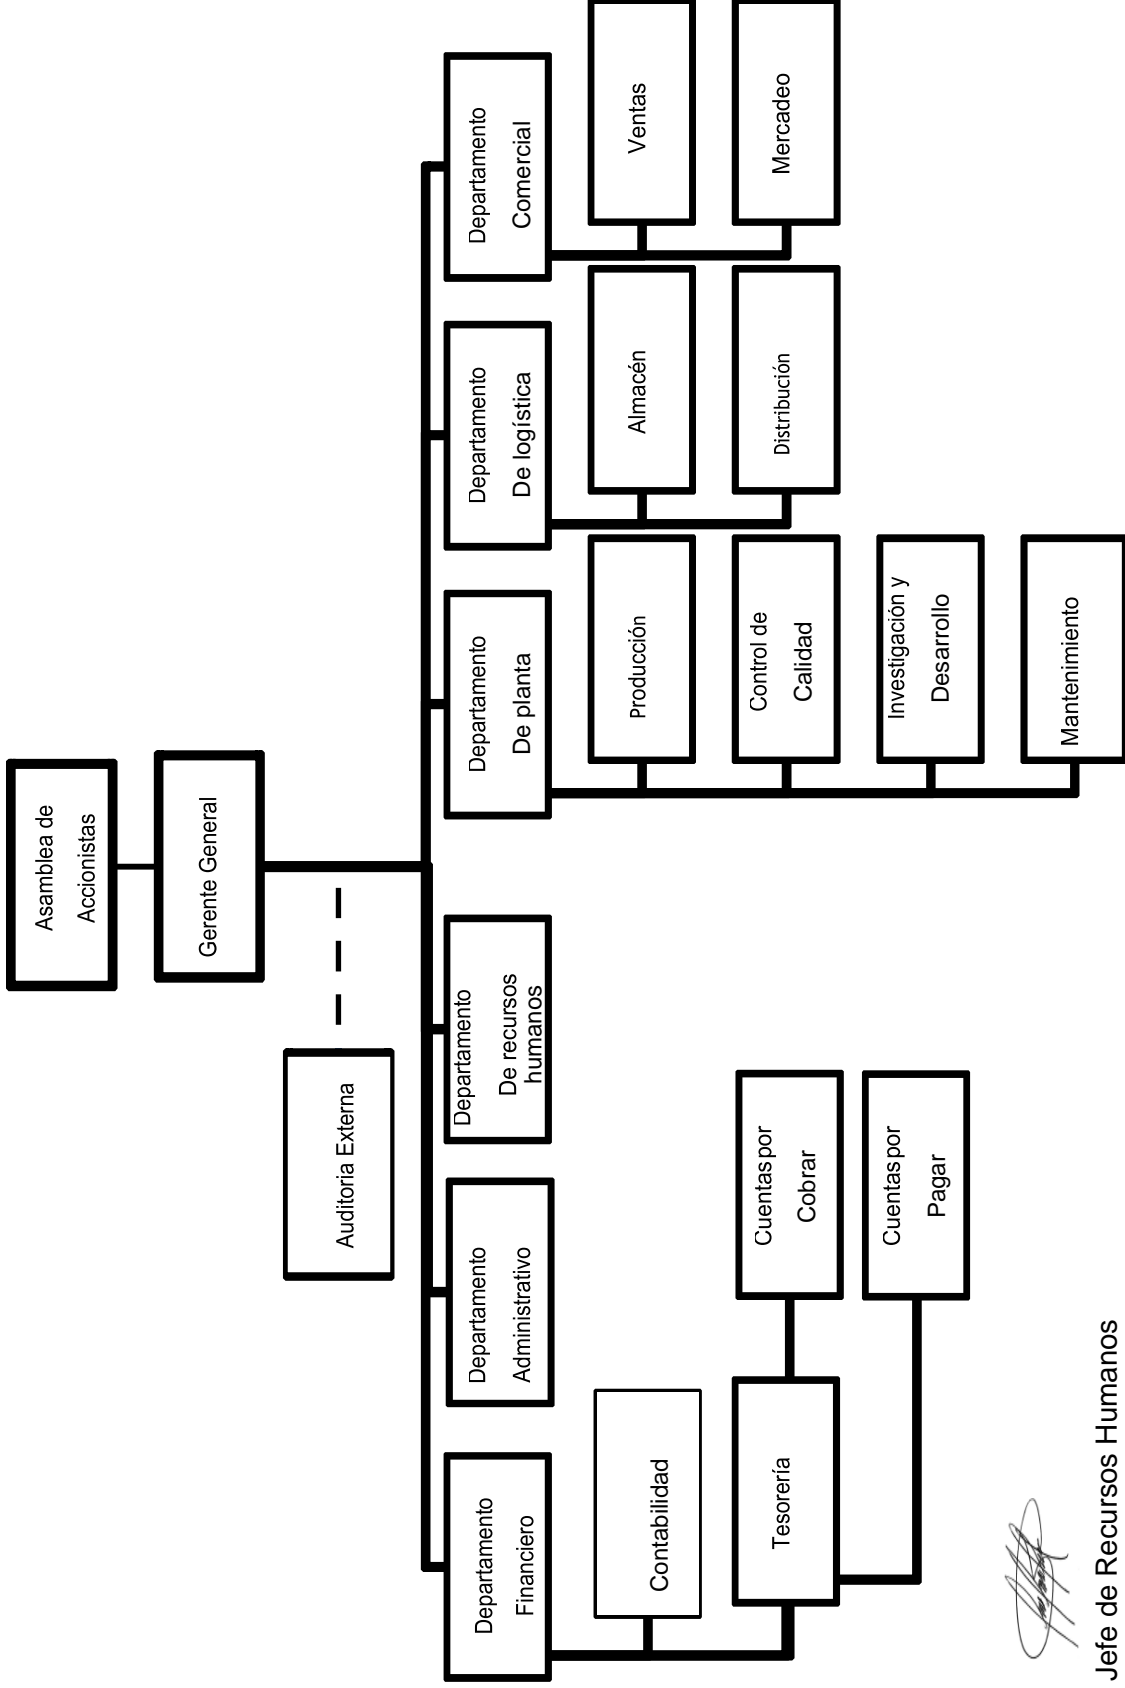 Asamblea de
Accionistas
Gerente General
Auditoria Externa
Departamento
Financiero
Departamento
Administrativo
Departamento
De recursos
humanos
Departamento
De planta
Departamento
De logística
Departamento
Comercial
Contabilidad
Tesorería
Cuentas por
Cobrar
Cuentas por
Pagar
Producción
Control de
Calidad
Investigación y
Desarrollo
Mantenimiento
Almacén
Distribución
Ventas
Mercadeo
Jefe de Recursos Humanos